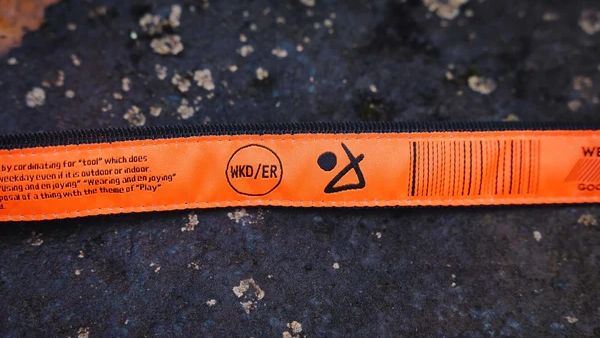 by cordinating for "tool" which does
weekday even if it is outdoor or indoor.
"Using and enjoying" "Wearing and enjoying"
posal of a thing with the theme of "Play"
d.
WKD/ER
WE
GOO